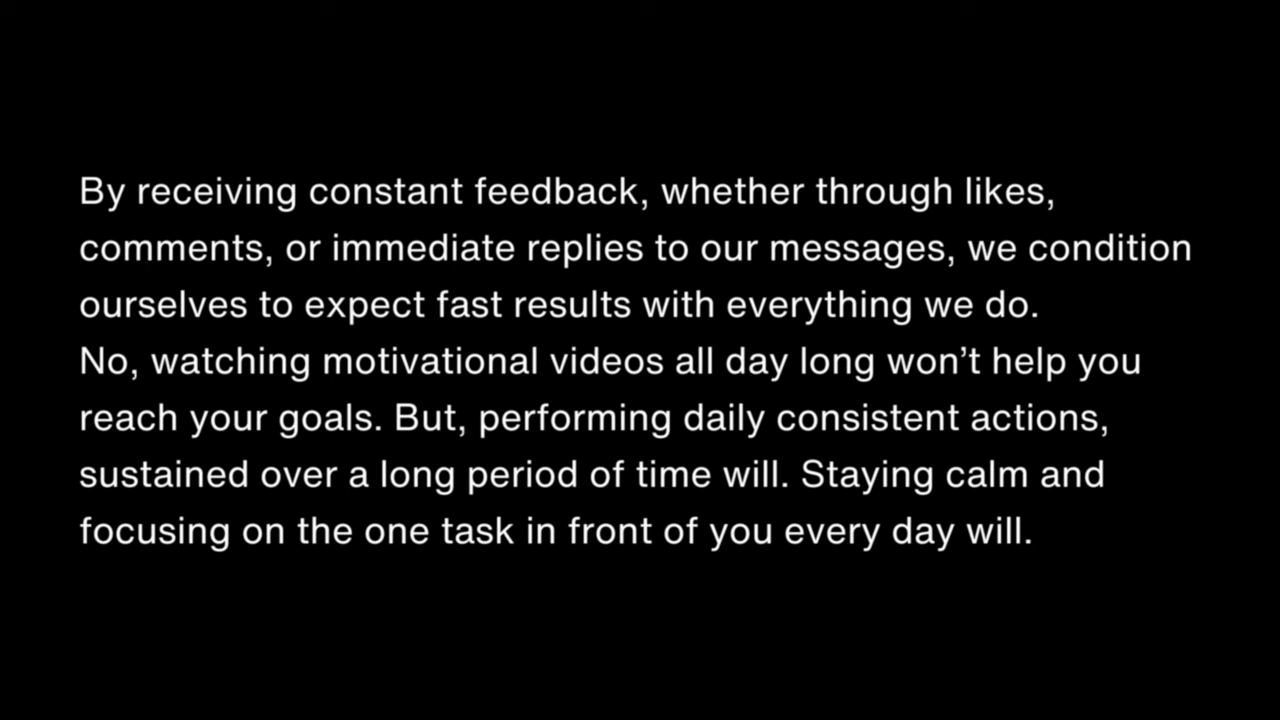 By receiving constant feedback, whether through likes,
comments, or immediate replies to our messages, we condition
ourselves to expect fast results with everything we do.
No, watching motivational videos all day long won’t help you
reach your goals. But, performing daily consistent actions,
sustained over a long period of time will. Staying calm and
focusing on the one task in front of you every day will.